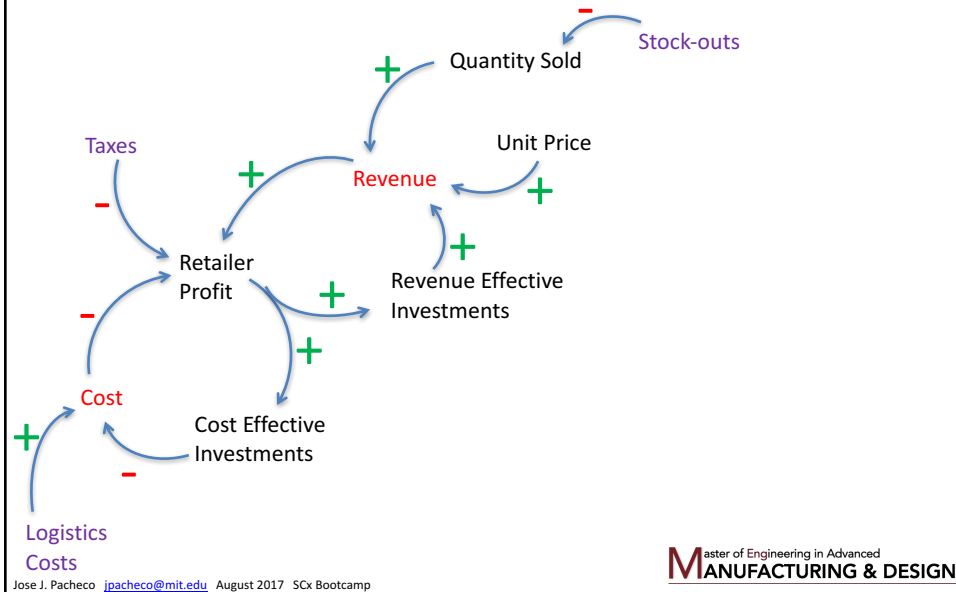 Stock-outs
Quantity Sold
Unit Price
Taxes
Revenue
Retailer
Profit
Revenue Effective
Investments
Cost
Cost Effective
Investments
Logistics
Costs
- 
+
+
+
-
+
+
-
+
+
-
Jose J. Pacheco jpacheco@mit.edu August 2017 SCx Bootcamp
Master of Engineering in Advanced
MANUFACTURING & DESIGN